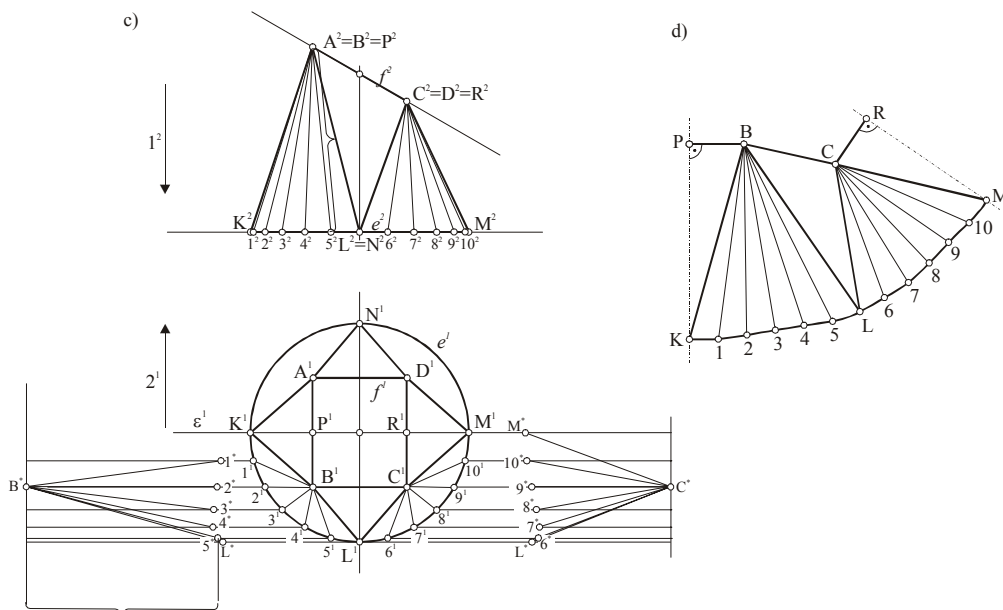 c)
A²=B²=P²
f²
C²=D²=R²
1²
K² 1² 2² 3² 4² 5² L²=N² e² 6² 7² 8² 9² 10² M²
d)
R
P B
C
M
10
9
8
7
6
L
K 1 2 3 4 5
N¹
e¹
2¹
A¹ D¹
f¹
ε¹ K¹ P¹ R¹ M¹ M*
1* 1¹ 10¹ 10*
B* 2* 2¹ B¹ C¹ 9¹ 9* C*
3* 3¹ 8¹ 8*
4* 4¹ 7¹ 7*
5* L* 5¹ L¹ 6¹ L* 6*